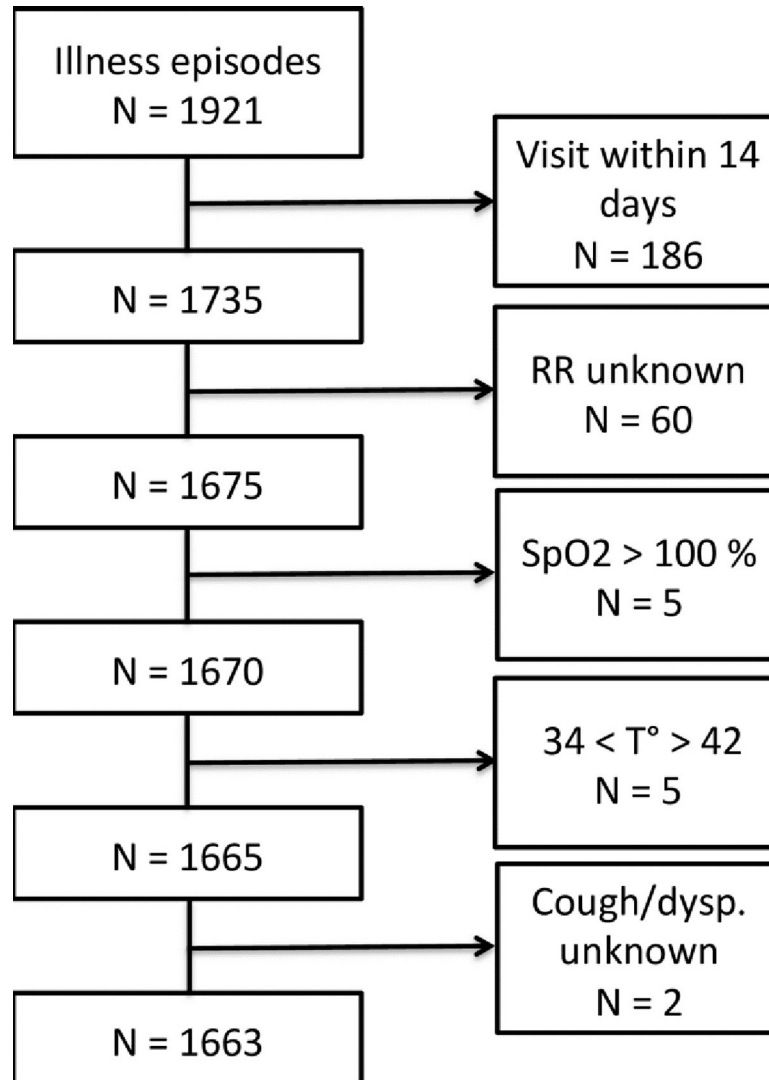 Illness episodes
N = 1921
Visit within 14
days
N = 186
N = 1735
RR unknown
N = 60
N = 1675
SpO2 > 100 %
N = 5
N = 1670
34 < T° > 42
N = 5
N = 1665
Cough/dysp.
unknown
N = 2
N = 1663